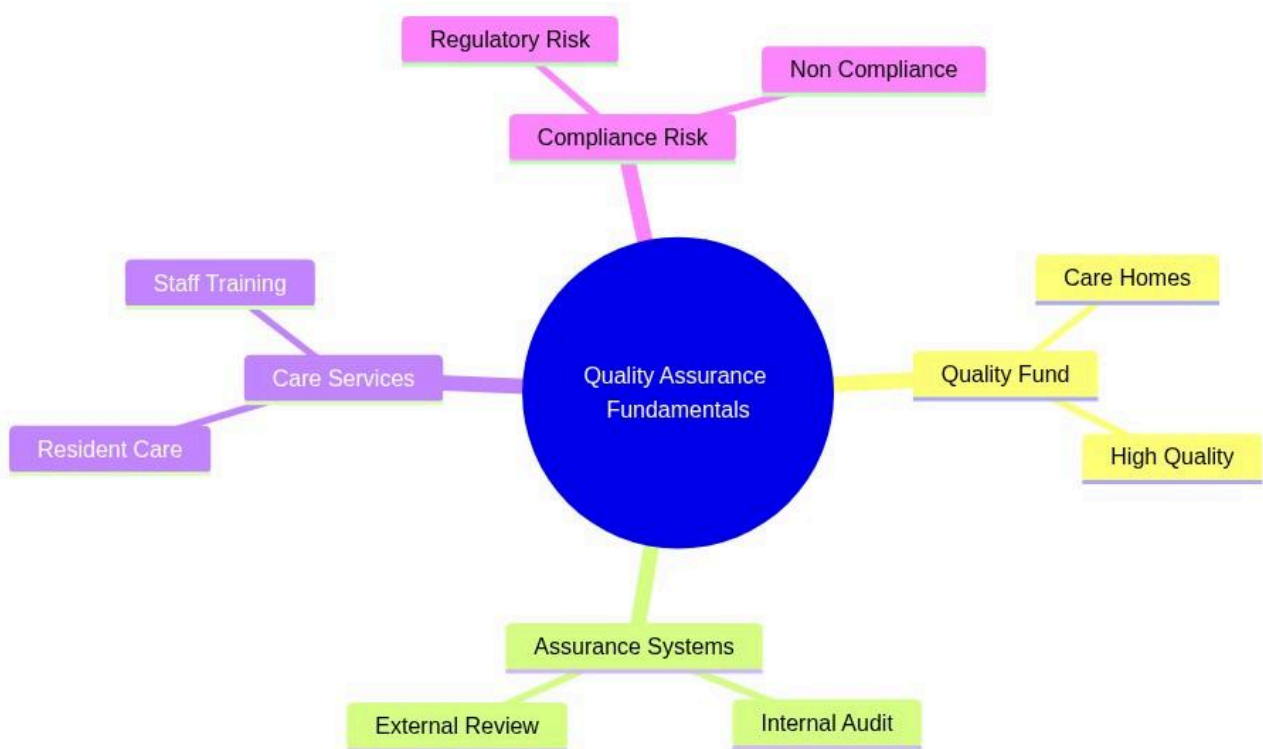 Regulatory Risk
Non Compliance
Compliance Risk
Staff Training
Care Services
Resident Care
Quality Assurance
Fundamentals
Care Homes
Quality Fund
High Quality
Assurance Systems
External Review
Internal Audit